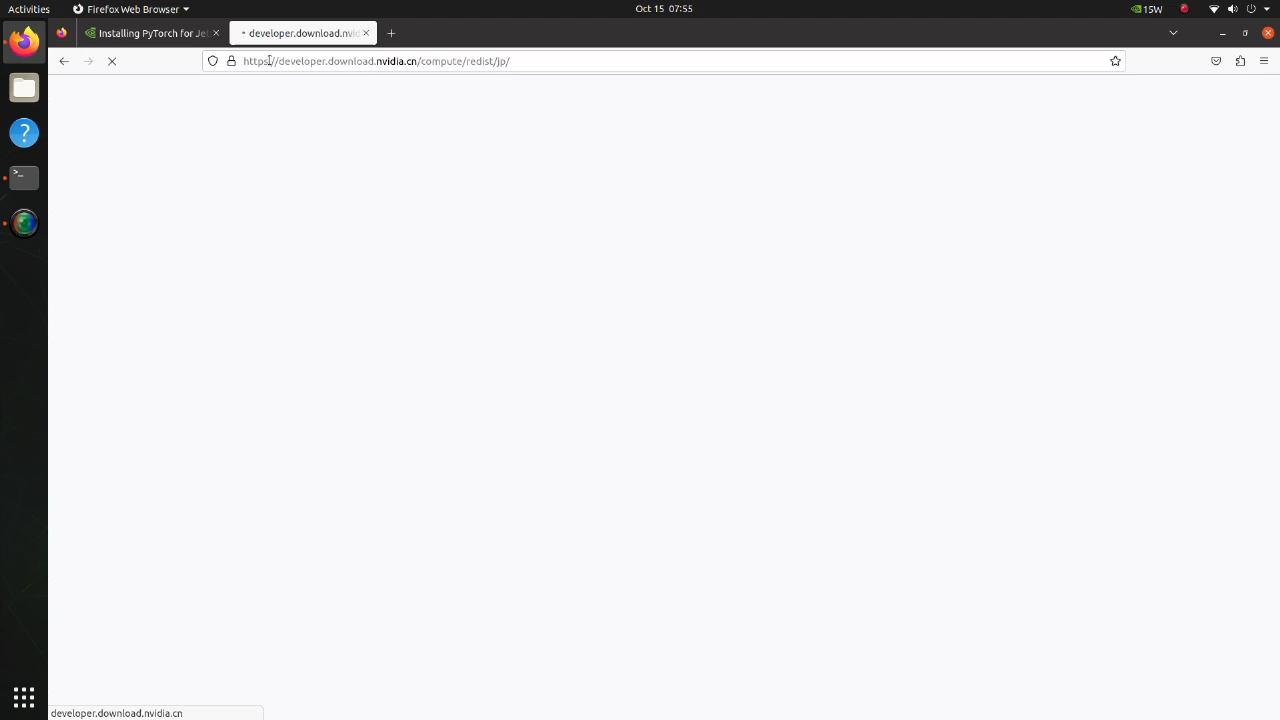 Activities
Firefox Web Browser
Oct 15 07:55
15W
Installing PyTorch for Jet
developer.download.nvid
https://developer.download.nvidia.cn/compute/redist/jp/
developer.download.nvidia.cn